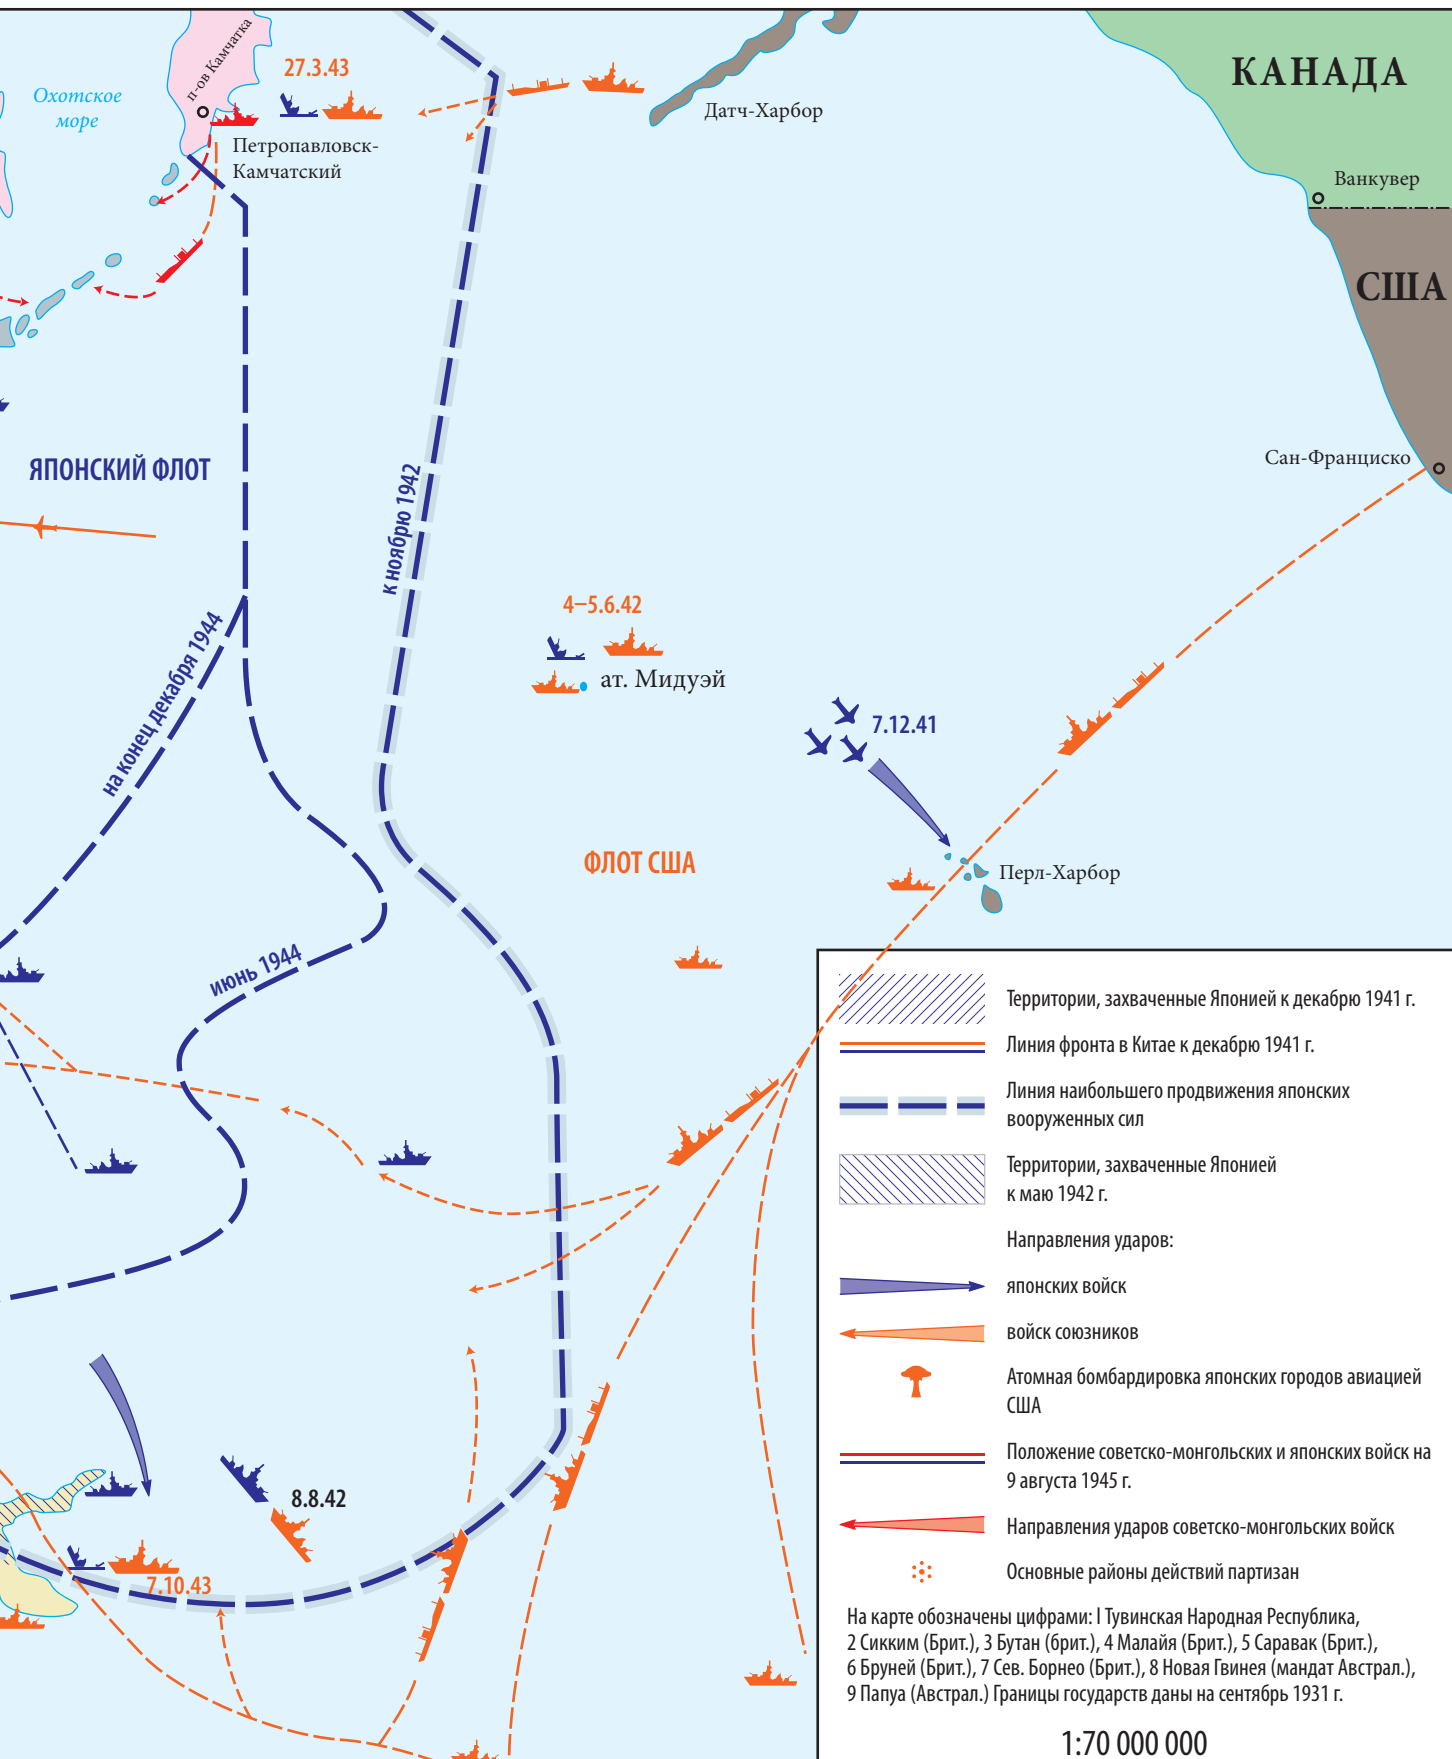 п-ов Камчатка
27.3.43
Охотское
море
Петропавловск-
Камчатский
Датч-Харбор
КАНАДА
Ванкувер
США
Сан-Франциско
ЯПОНСКИЙ ФЛОТ
к ноябрю 1942
на конец декабря 1944
4–5.6.42
ат. Мидуэй
7.12.41
ФЛОТ США
Перл-Харбор
июнь 1944
8.8.42
7.10.43
Территории, захваченные Японией к декабрю 1941 г.
Линия фронта в Китае к декабрю 1941 г.
Линия наибольшего продвижения японских
вооруженных сил
Территории, захваченные Японией
к маю 1942 г.
Направления ударов:
японских войск
войск союзников
Атомная бомбардировка японских городов авиацией
США
Положение советско-монгольских и японских войск на
9 августа 1945 г.
Направления ударов советско-монгольских войск
Основные районы действий партизан
На карте обозначены цифрами: I Тувинская Народная Республика,
2 Сикким (Брит.), 3 Бутан (брит.), 4 Малайя (Брит.), 5 Саравак (Брит.),
6 Бруней (Брит.), 7 Сев. Борнео (Брит.), 8 Новая Гвинея (мандат Австрал.),
9 Папуа (Австрал.) Границы государств даны на сентябрь 1931 г.
1:70 000 000